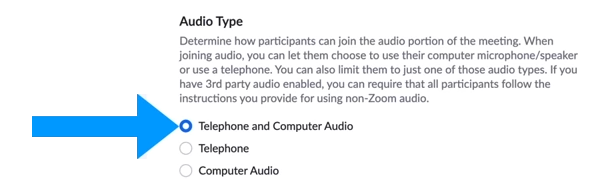 Audio Type
Determine how participants can join the audio portion of the meeting. When
joining audio, you can let them choose to use their computer microphone/speaker
or use a telephone. You can also limit them to just one of those audio types. If you
have 3rd party audio enabled, you can require that all participants follow the
instructions you provide for using non-Zoom audio.
Telephone and Computer Audio
Telephone
Computer Audio